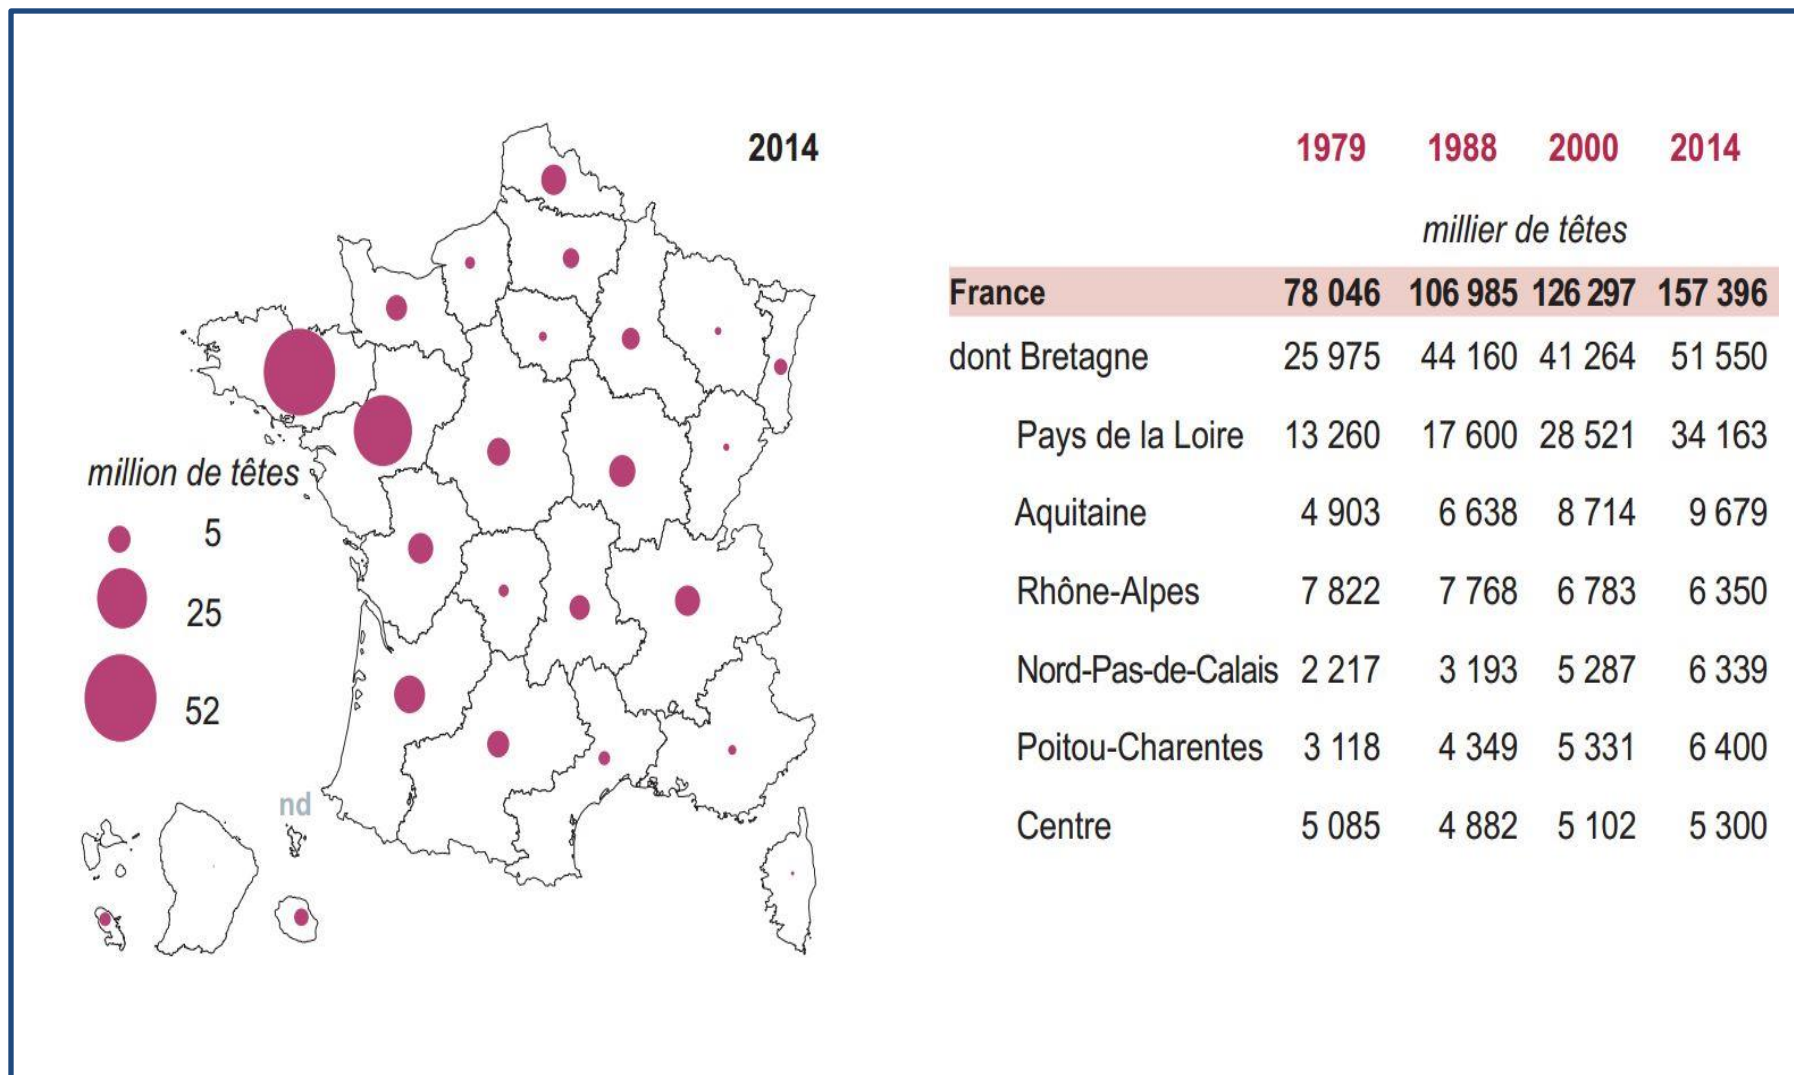 2014
million de têtes
5
25
52
nd
1979 1988 2000 2014
millier de têtes
France 78 046 106 985 126 297 157 396
dont Bretagne 25 975 44 160 41 264 51 550
Pays de la Loire 13 260 17 600 28 521 34 163
Aquitaine 4 903 6 638 8 714 9 679
Rhône-Alpes 7 822 7 768 6 783 6 350
Nord-Pas-de-Calais 2 217 3 193 5 287 6 339
Poitou-Charentes 3 118 4 349 5 331 6 400
Centre 5 085 4 882 5 102 5 300